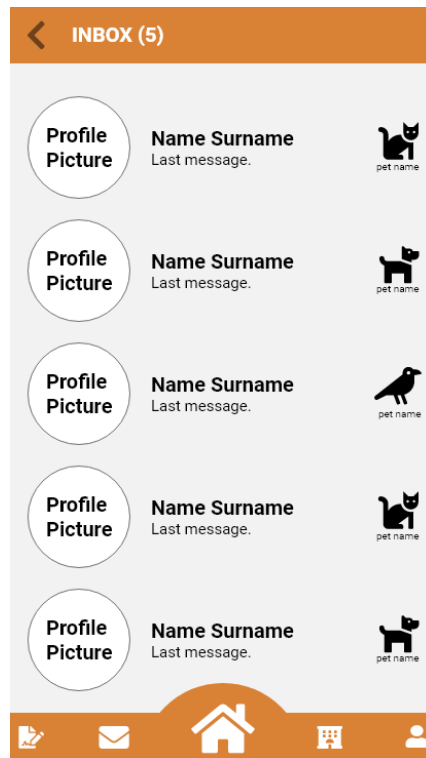 INBOX (5)
Profile
Picture
Name Surname
Last message.
pet name
Profile
Picture
Name Surname
Last message.
pet name
Profile
Picture
Name Surname
Last message.
pet name
Profile
Picture
Name Surname
Last message.
pet name
Profile
Picture
Name Surname
Last message.
pet name